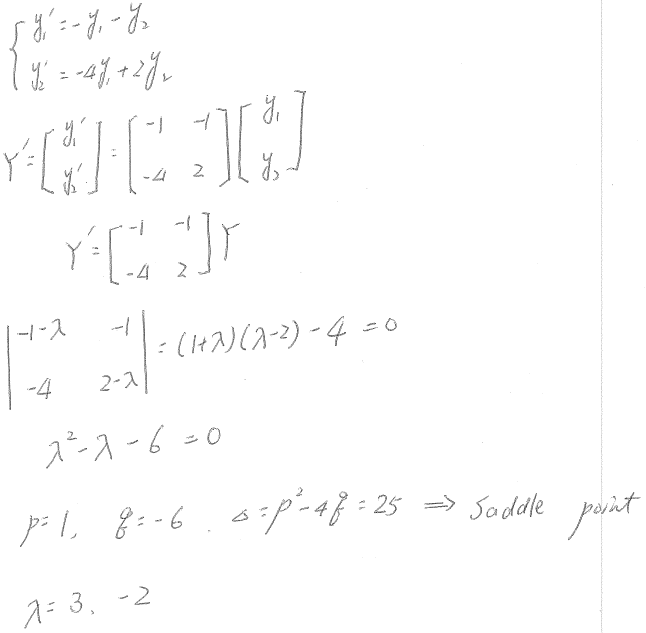 { y₁' = -y₁ - y₂
y₂' = -4y₁ + 2y₂
Y' = [y₁' y₂'] = [-1 -1 -4 2] [y₁ y₂]
Y' = [-1 -1 -4 2] Y
|-1-λ -1 -4 2-λ| = (1+λ)(λ-2) - 4 = 0
λ² - λ - 6 = 0
p = 1, q = -6. Δ = p² - 4q = 25 ⇒ Saddle point
λ = 3, -2